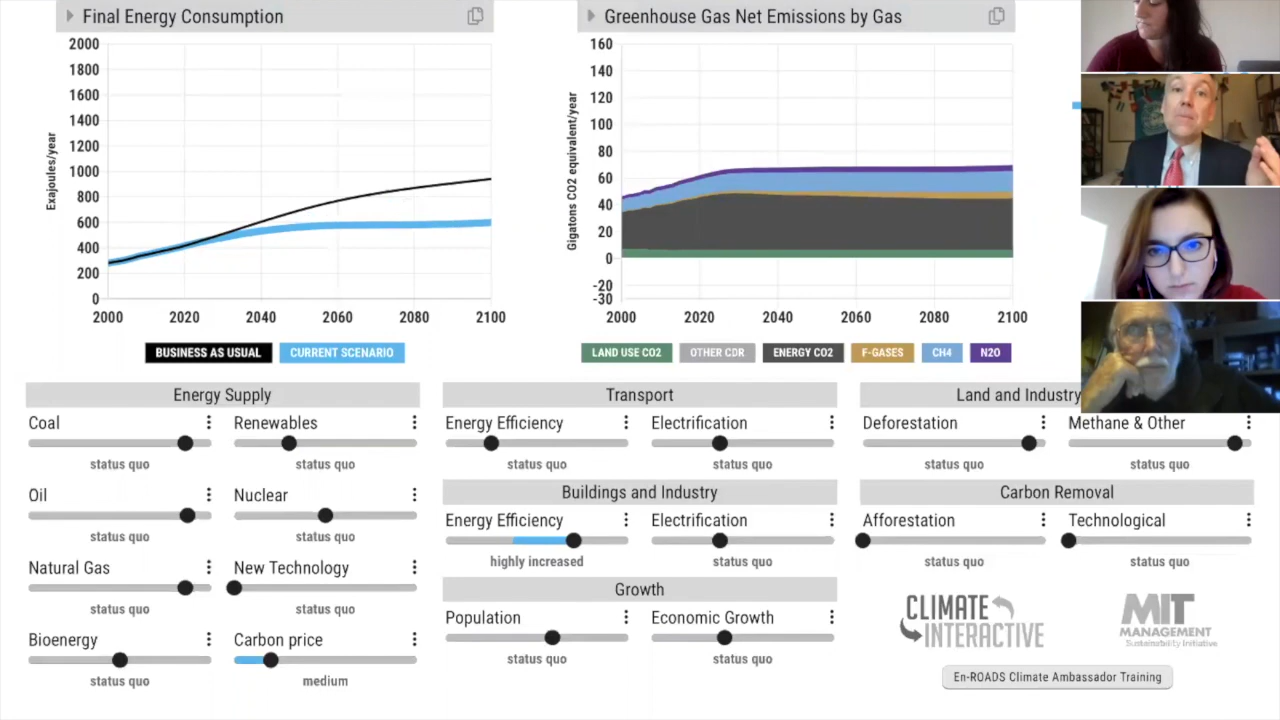 Final Energy Consumption
2000
1800
1600
1400
1200
1000
800
600
400
200
0
Exajoules/year
2000 2020 2040 2060 2080 2100
BUSINESS AS USUAL CURRENT SCENARIO
Greenhouse Gas Net Emissions by Gas
160
140
120
100
80
60
40
20
0
-20
-30
Gigatons CO2 equivalent/year
2000 2020 2040 2060 2080 2100
LAND USE CO2 OTHER CDR ENERGY CO2 F-GASES CH4 N2O
Energy Supply
Coal Renewables
status quo status quo
Oil Nuclear
status quo status quo
Natural Gas New Technology
status quo status quo
Bioenergy Carbon price
status quo medium
Transport
Energy Efficiency Electrification
status quo status quo
Buildings and Industry
Energy Efficiency Electrification
highly increased status quo
Growth
Population Economic Growth
status quo status quo
Land and Industry
Deforestation Methane & Other
status quo status quo
Carbon Removal
Afforestation Technological
status quo status quo
CLIMATE
INTERACTIVE
MIT
MANAGEMENT
Sustainability Initiative
En-ROADS Climate Ambassador Training